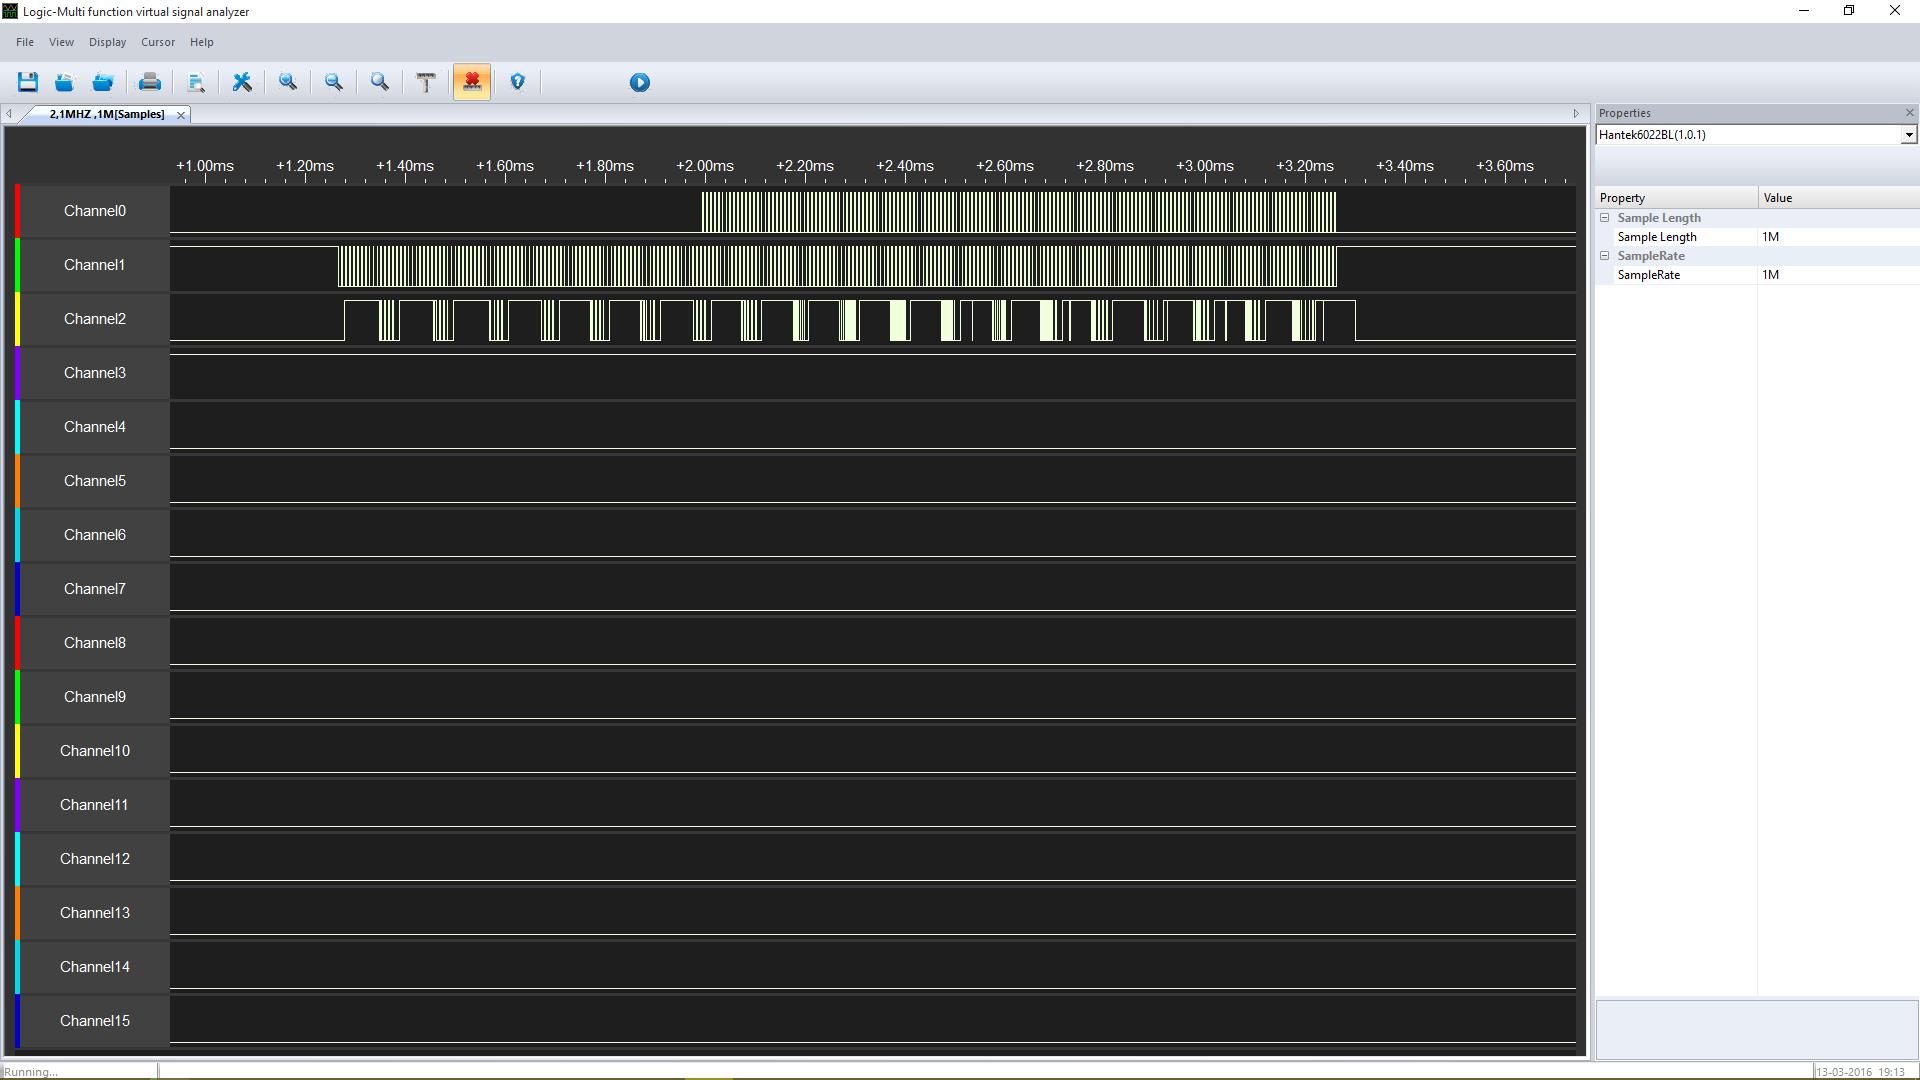 Logic-Multi function virtual signal analyzer
File View Display Cursor Help
2,1MHZ ,1M[Samples]
+1.00ms +1.20ms +1.40ms +1.60ms +1.80ms +2.00ms +2.20ms +2.40ms +2.60ms +2.80ms +3.00ms +3.20ms +3.40ms +3.60ms
Channel0
Channel1
Channel2
Channel3
Channel4
Channel5
Channel6
Channel7
Channel8
Channel9
Channel10
Channel11
Channel12
Channel13
Channel14
Channel15
Properties
Hantek6022BL(1.0.1)
Property Value
Sample Length
Sample Length 1M
SampleRate
SampleRate 1M
Running...
13-03-2016 19:13